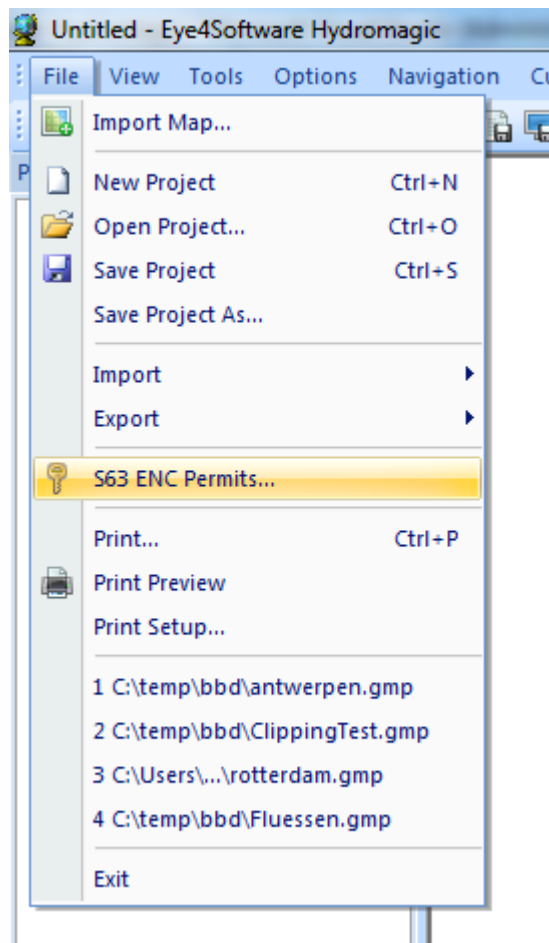 Untitled - Eye4Software Hydromagic
File View Tools Options Navigation
Import Map...
New Project Ctrl+N
Open Project... Ctrl+O
Save Project Ctrl+S
Save Project As...
Import
Export
S63 ENC Permits...
Print... Ctrl+P
Print Preview
Print Setup...
1 C:\temp\bbd\antwerpen.gmp
2 C:\temp\bbd\ClippingTest.gmp
3 C:\Users\...\rotterdam.gmp
4 C:\temp\bbd\Fluessen.gmp
Exit